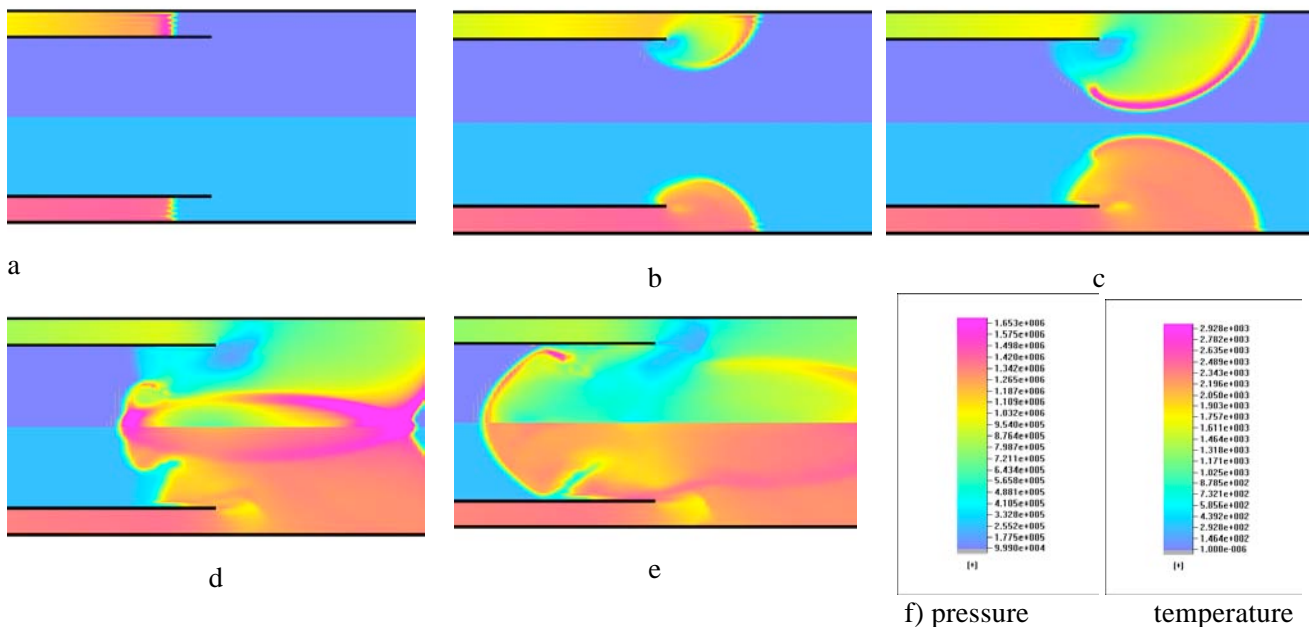 a
b
c
d
e
1.653e+006
1.575e+006
1.498e+006
1.420e+006
1.342e+006
1.265e+006
1.187e+006
1.109e+006
1.032e+006
9.540e+005
8.764e+005
7.987e+005
7.211e+005
6.434e+005
5.658e+005
4.881e+005
4.105e+005
3.328e+005
2.552e+005
1.775e+005
9.990e+004
[*]
2.928e+003
2.782e+003
2.635e+003
2.489e+003
2.343e+003
2.196e+003
2.050e+003
1.903e+003
1.757e+003
1.611e+003
1.464e+003
1.318e+003
1.171e+003
1.025e+003
8.785e+002
7.321e+002
5.856e+002
4.392e+002
2.928e+002
1.464e+002
1.000e-006
[*]
f) pressure
temperature